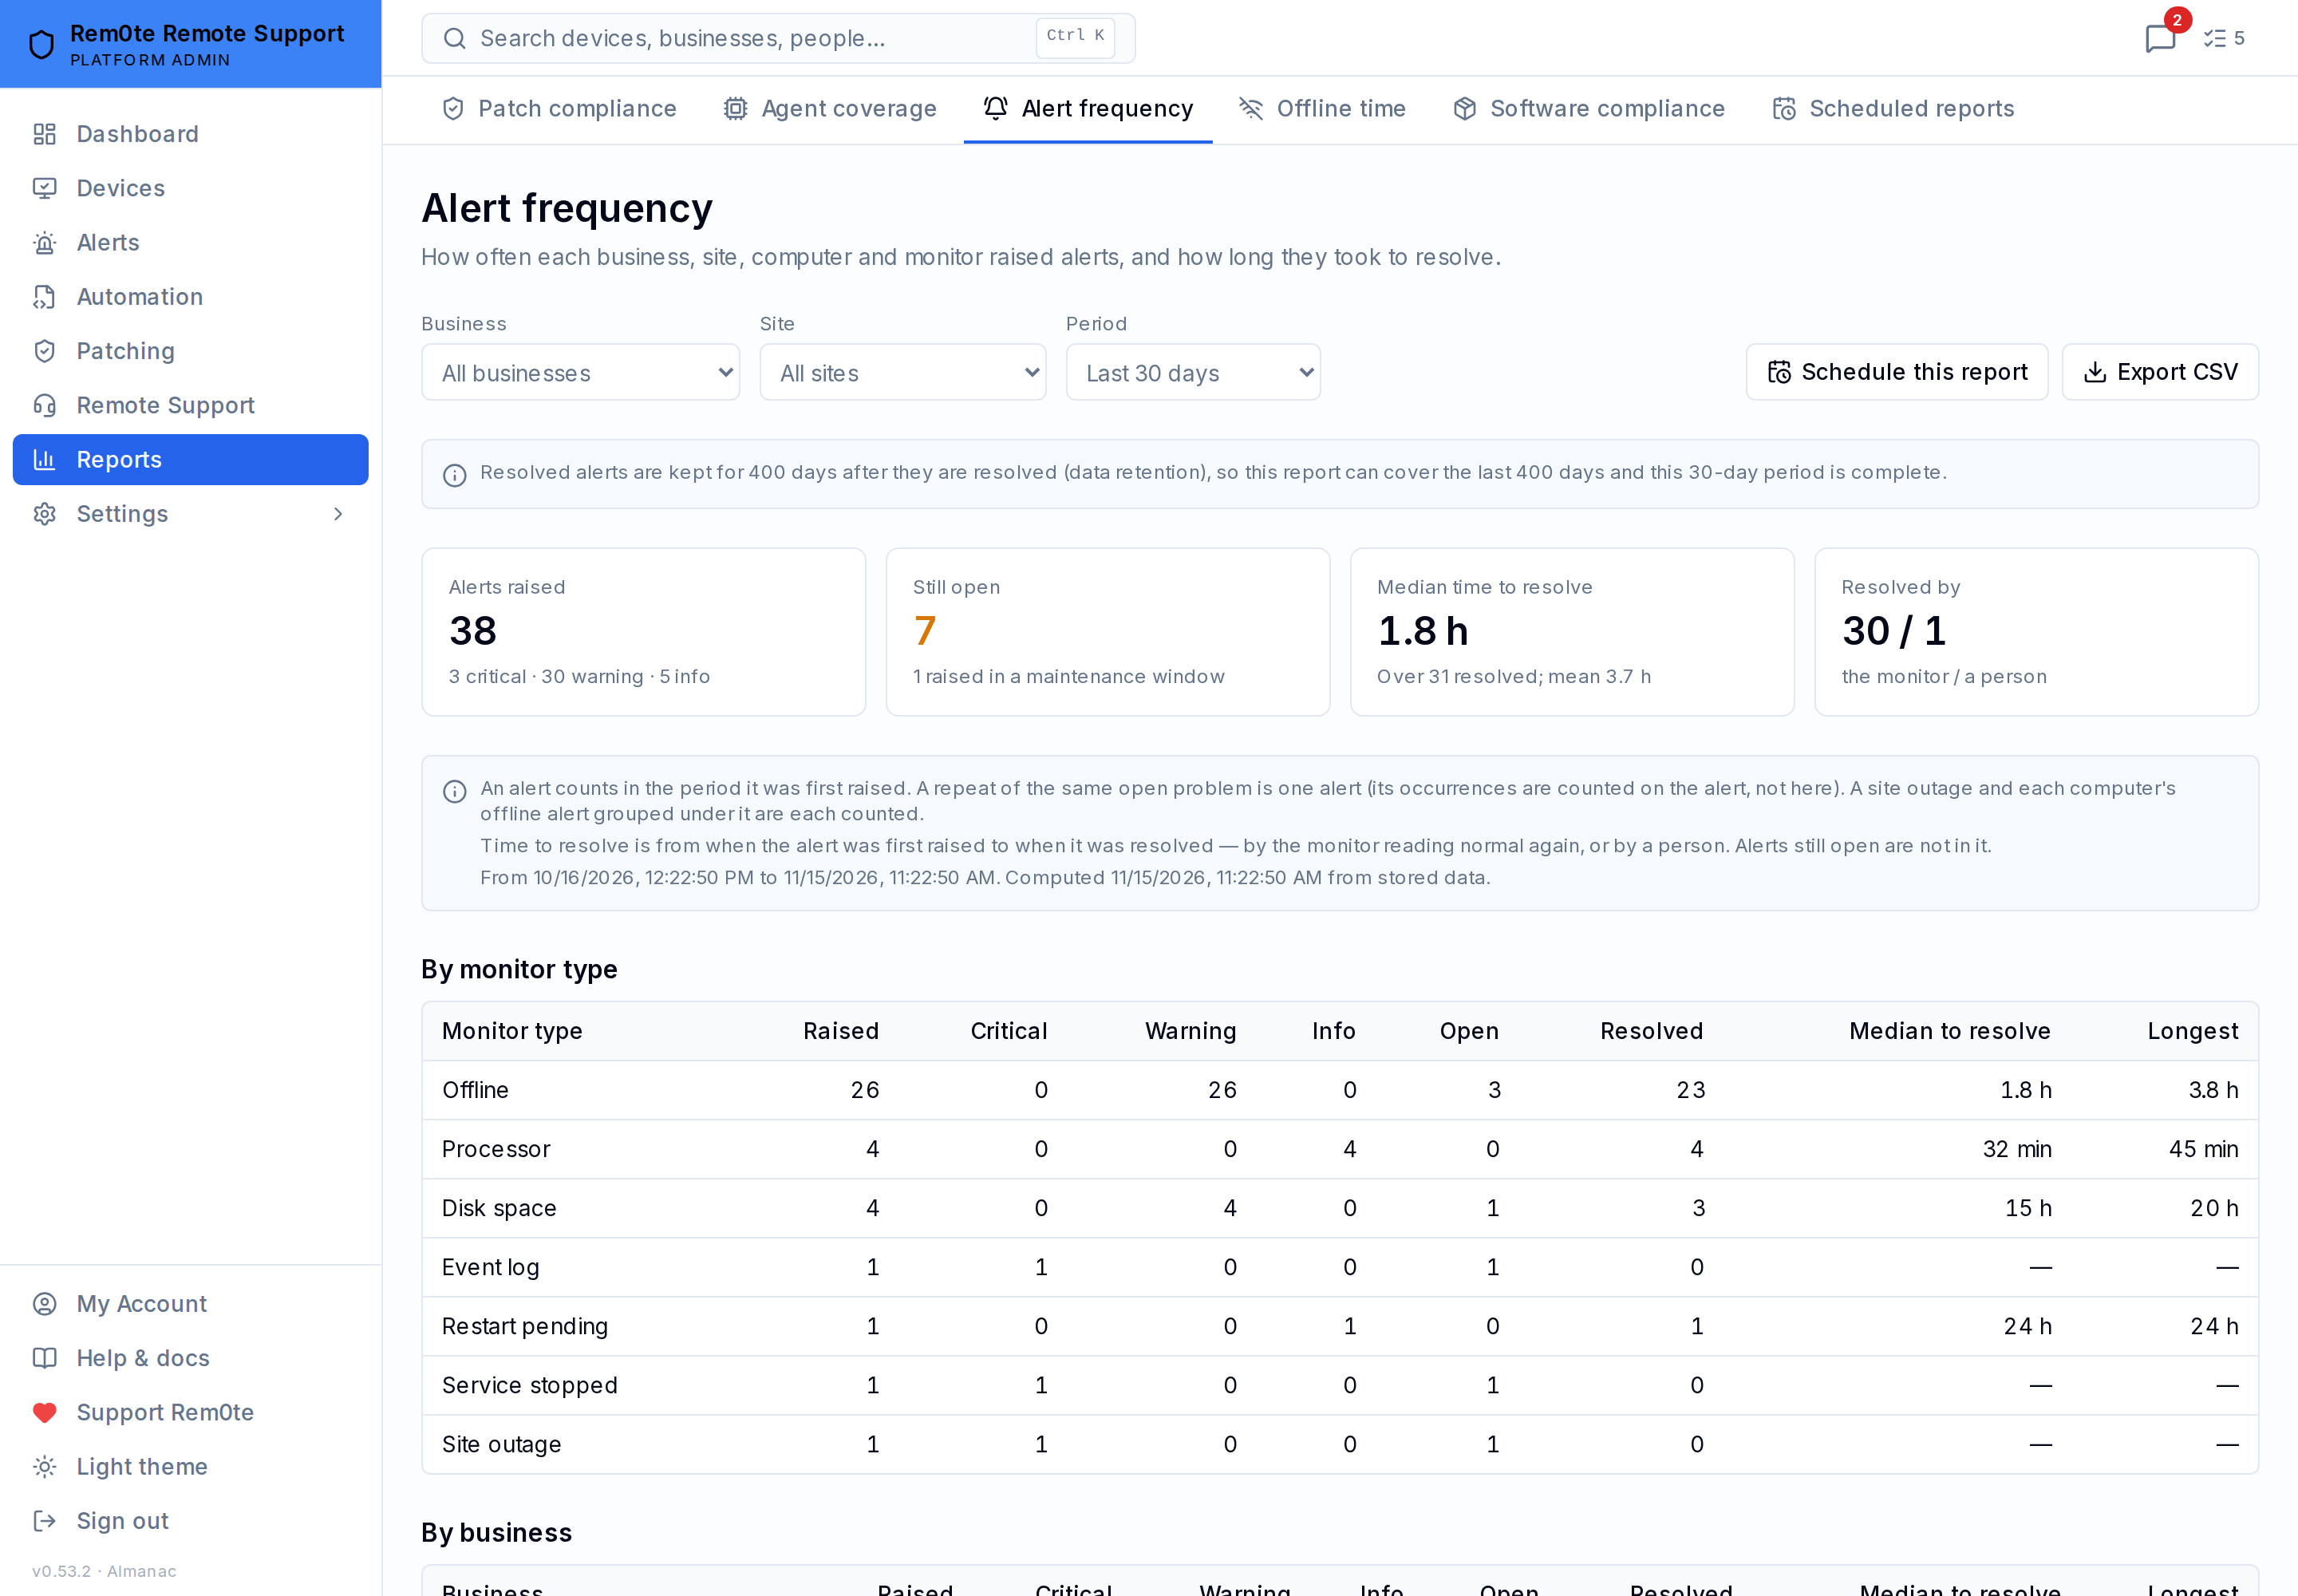 Rem0te Remote Support
PLATFORM ADMIN
Dashboard
Devices
Alerts
Automation
Patching
Remote Support
Reports
Settings
My Account
Help & docs
Support Rem0te
Light theme
Sign out
v0.53.2 · Almanac
Search devices, businesses, people... Ctrl K
2
5
Patch compliance Agent coverage Alert frequency Offline time Software compliance Scheduled reports
Alert frequency
How often each business, site, computer and monitor raised alerts, and how long they took to resolve.
Business Site Period
All businesses All sites Last 30 days Schedule this report Export CSV
Resolved alerts are kept for 400 days after they are resolved (data retention), so this report can cover the last 400 days and this 30-day period is complete.
Alerts raised
38
3 critical · 30 warning · 5 info
Still open
7
1 raised in a maintenance window
Median time to resolve
1.8 h
Over 31 resolved; mean 3.7 h
Resolved by
30 / 1
the monitor / a person
An alert counts in the period it was first raised. A repeat of the same open problem is one alert (its occurrences are counted on the alert, not here). A site outage and each computer's
offline alert grouped under it are each counted.
Time to resolve is from when the alert was first raised to when it was resolved — by the monitor reading normal again, or by a person. Alerts still open are not in it.
From 10/16/2026, 12:22:50 PM to 11/15/2026, 11:22:50 AM. Computed 11/15/2026, 11:22:50 AM from stored data.
By monitor type
Monitor type Raised Critical Warning Info Open Resolved Median to resolve Longest
Offline 26 0 26 0 3 23 1.8 h 3.8 h
Processor 4 0 0 4 0 4 32 min 45 min
Disk space 4 0 4 0 1 3 15 h 20 h
Event log 1 1 0 0 1 0 — —
Restart pending 1 0 0 1 0 1 24 h 24 h
Service stopped 1 1 0 0 1 0 — —
Site outage 1 1 0 0 1 0 — —
By business
Business Raised Critical Warning Info Open Resolved Median to resolve Longest